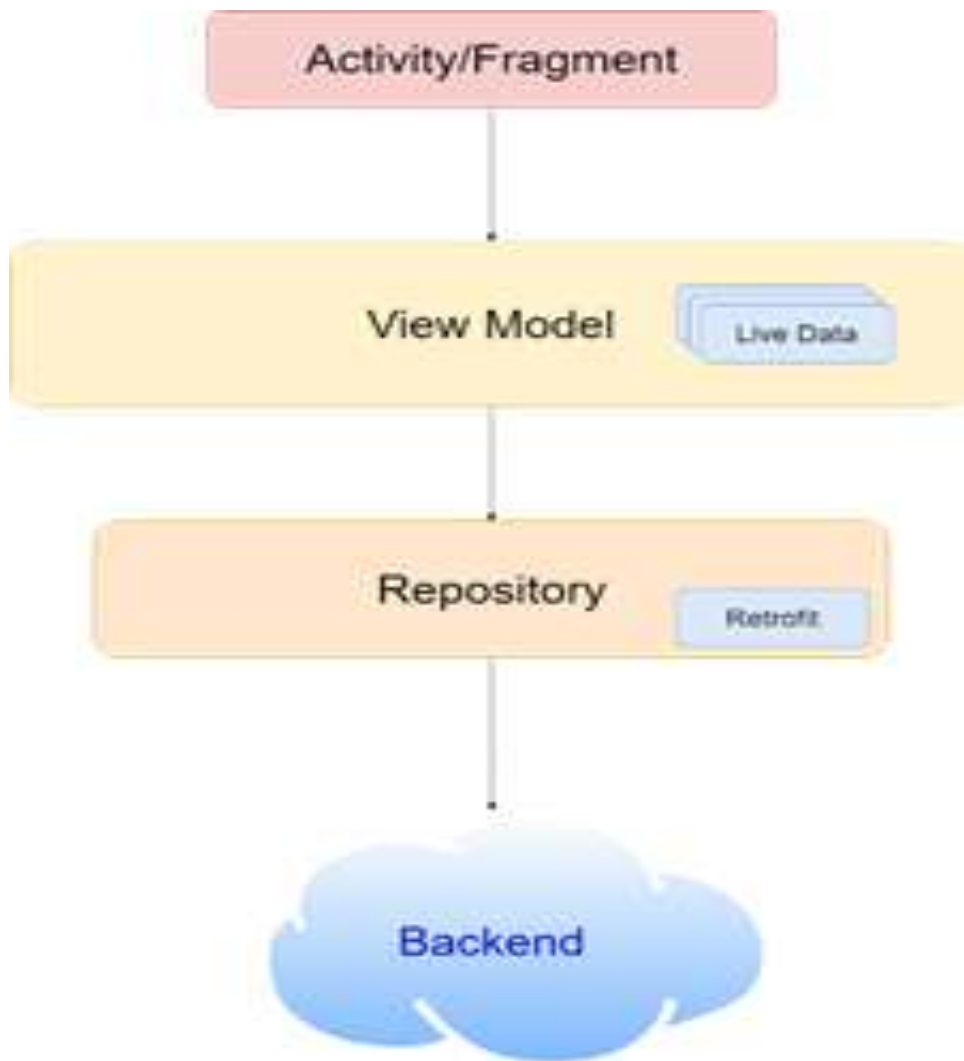 Activity/Fragment
View Model
Live Data
Repository
Retrofit
Backend